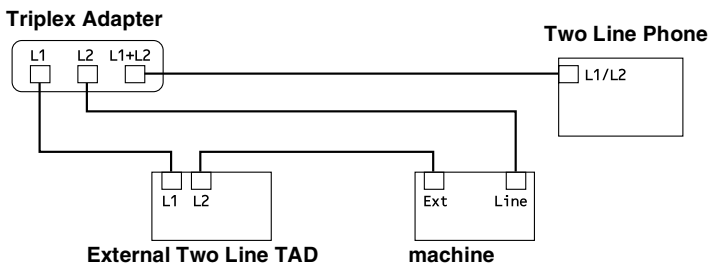 Triplex Adapter
Two Line Phone
L1 L2 L1+L2
L1/L2
L1 L2
Ext Line
External Two Line TAD
machine